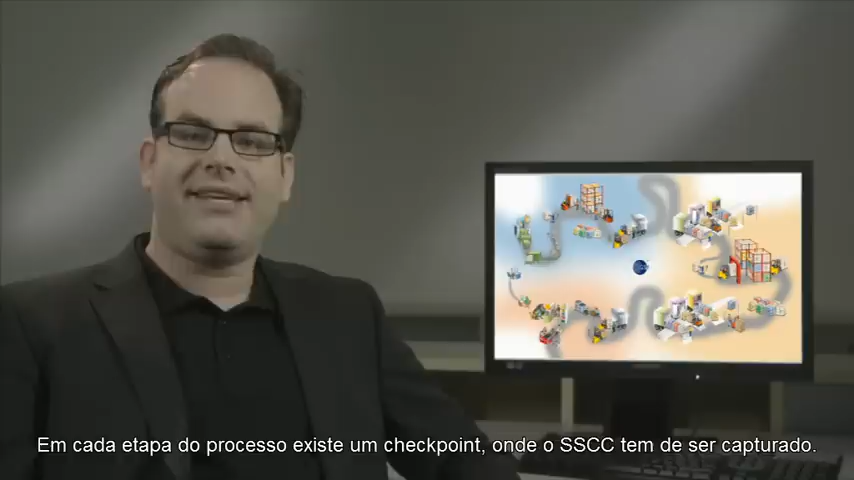 Em cada etapa do processo existe um checkpoint, onde o SSCC tem de ser capturado.